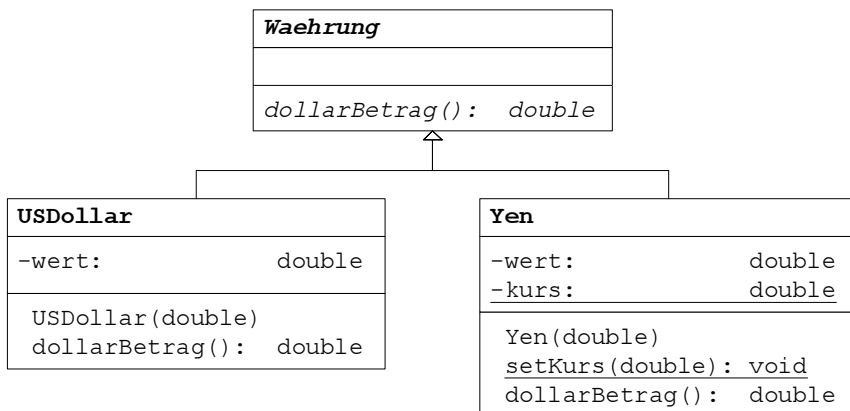 Waehrung
dollarBetrag(): double
USDollar
-wert: double
USDollar(double)
dollarBetrag(): double
Yen
-wert: double
-kurs: double
Yen(double)
setKurs(double): void
dollarBetrag(): double